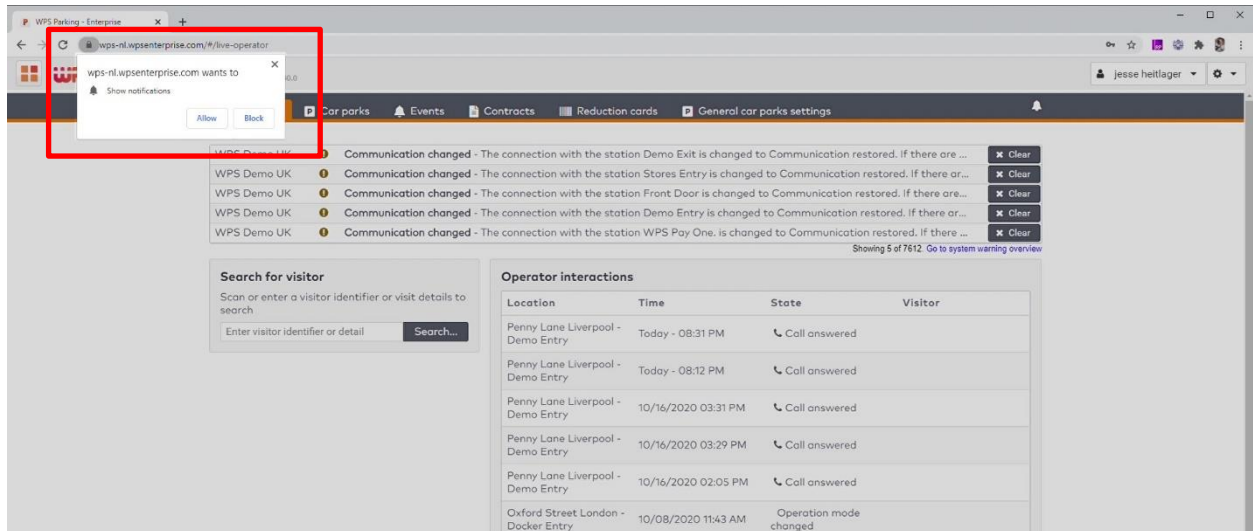 WPS Parking - Enterprise
wps-nl.wpsenterprise.com/#/live-operator
wps-nl.wpsenterprise.com wants to
Show notifications
Allow Block
jesse heitlager
Car parks Events Contracts Reduction cards General car parks settings
WPS Demo UK Communication changed - The connection with the station Demo Exit is changed to Communication restored. If there are ... Clear
WPS Demo UK Communication changed - The connection with the station Stores Entry is changed to Communication restored. If there ar... Clear
WPS Demo UK Communication changed - The connection with the station Front Door is changed to Communication restored. If there are... Clear
WPS Demo UK Communication changed - The connection with the station Demo Entry is changed to Communication restored. If there ar... Clear
WPS Demo UK Communication changed - The connection with the station WPS Pay One. is changed to Communication restored. If there ... Clear
Showing 5 of 7612. Go to system warning overview
Search for visitor
Scan or enter a visitor identifier or visit details to
search
Enter visitor identifier or detail Search...
Operator interactions
Location Time State Visitor
Penny Lane Liverpool -
Demo Entry
Today - 08:31 PM Call answered
Penny Lane Liverpool -
Demo Entry
Today - 08:12 PM Call answered
Penny Lane Liverpool -
Demo Entry
10/16/2020 03:31 PM Call answered
Penny Lane Liverpool -
Demo Entry
10/16/2020 03:29 PM Call answered
Penny Lane Liverpool -
Demo Entry
10/16/2020 02:05 PM Call answered
Oxford Street London -
Docker Entry
10/08/2020 11:43 AM
Operation mode
changed